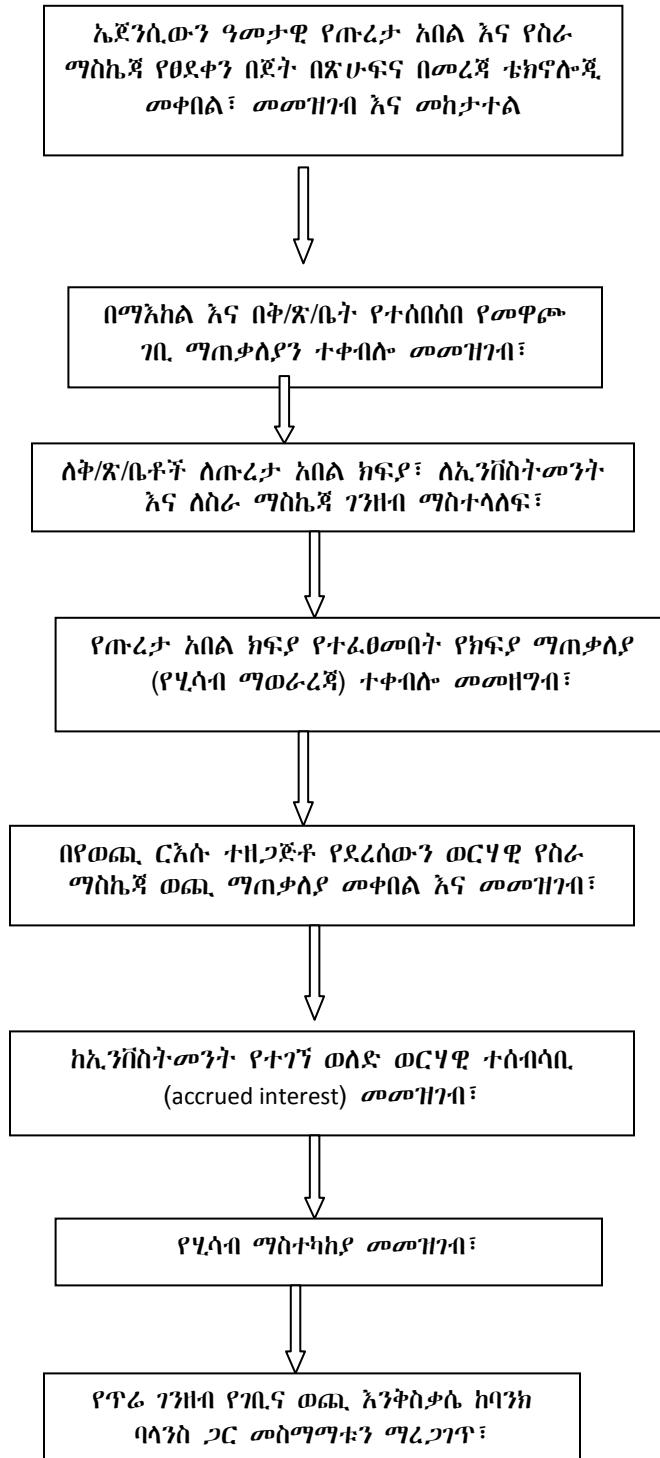 ኤጀንሲውን ዓመታዊ የጡረታ አበል እና የስራ
ማስኬጃ የፀደቀን በጀት በጽሁፍና በመረጃ ቴክኖሎጂ
መቀበል፣ መመዝገብ እና መከታተል
በማእከል እና በቅ/ጽ/ቤት የተሰበሰበ የመዋጮ
ገቢ ማጠቃለያን ተቀብሎ መመዝገብ፣
ለቅ/ጽ/ቤቶች ለጡረታ አበል ክፍያ፣ ለኢንቨስትመንት
እና ለስራ ማስኬጃ ገንዘብ ማስተላለፍ፣
የጡረታ አበል ክፍያ የተፈፀመበት የክፍያ ማጠቃለያ
(የሂሳብ ማወራረጃ) ተቀብሎ መመዘግብ፣
በየወጪ ርእሱ ተዘጋጅቶ የደረሰውን ወርሃዊ የስራ
ማስኬጃ ወጪ ማጠቃለያ መቀበል እና መመዝገብ፣
ከኢንቨስትመንት የተገኘ ወለድ ወርሃዊ ተሰብሳቢ
(accrued interest) መመዝገብ፣
የሂሳብ ማስተካከያ መመዝገብ፣
የጥሬ ገንዘብ የገቢና ወጪ እንቅስቃሴ ከባንክ
ባላንስ ጋር መስማማቱን ማረጋገጥ፣